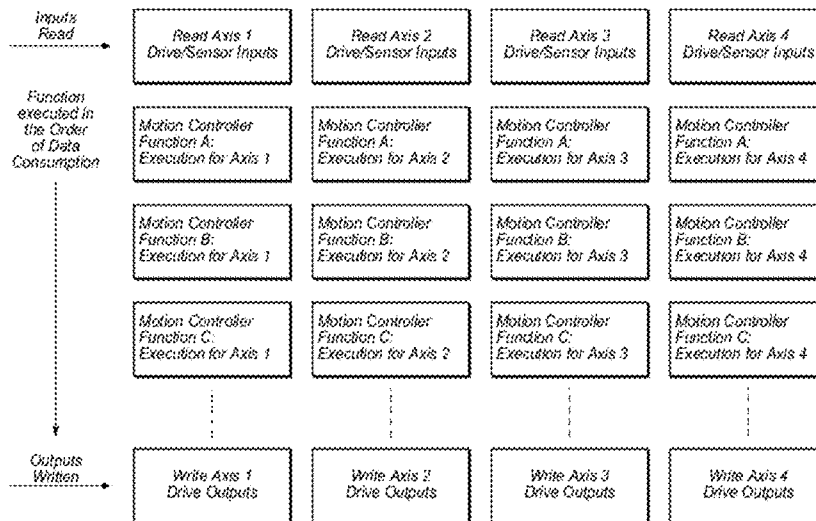 Inputs
Read
Read Axis 1
Drive/Sensor Inputs
Read Axis 2
Drive/Sensor Inputs
Read Axis 3
Drive/Sensor Inputs
Read Axis 4
Drive/Sensor Inputs
Function
executed in
the Order
of Data
Consumption
Motion Controller
Function A:
Execution for Axis 1
Motion Controller
Function A:
Execution for Axis 2
Motion Controller
Function A:
Execution for Axis 3
Motion Controller
Function A:
Execution for Axis 4
Motion Controller
Function B:
Execution for Axis 1
Motion Controller
Function B:
Execution for Axis 2
Motion Controller
Function B:
Execution for Axis 3
Motion Controller
Function B:
Execution for Axis 4
Motion Controller
Function C:
Execution for Axis 1
Motion Controller
Function C:
Execution for Axis 2
Motion Controller
Function C:
Execution for Axis 3
Motion Controller
Function C:
Execution for Axis 4
Outputs
Written
Write Axis 1
Drive Outputs
Write Axis 2
Drive Outputs
Write Axis 3
Drive Outputs
Write Axis 4
Drive Outputs